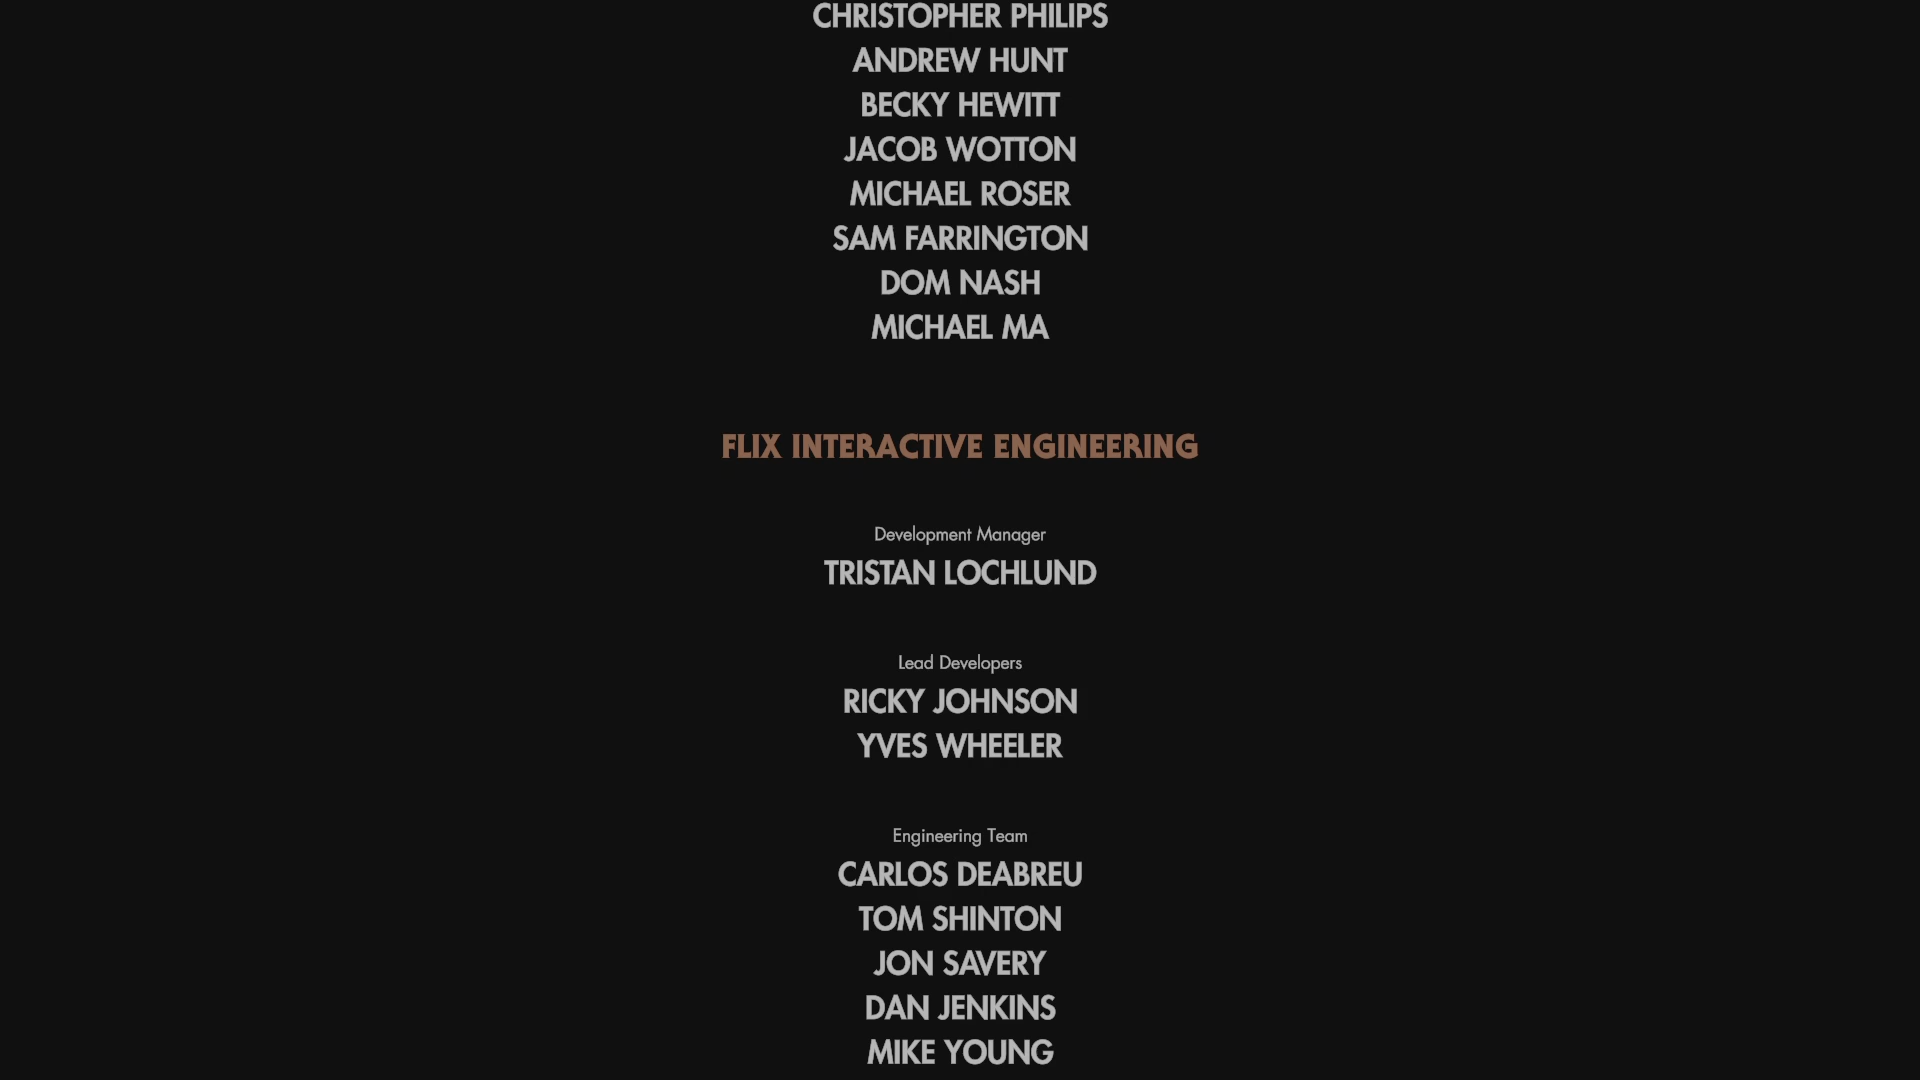 CHRISTOPHER PHILIPS
ANDREW HUNT
BECKY HEWITT
JACOB WOTTON
MICHAEL ROSER
SAM FARRINGTON
DOM NASH
MICHAEL MA
FLIX INTERACTIVE ENGINEERING
Development Manager
TRISTAN LOCHLUND
Lead Developers
RICKY JOHNSON
YVES WHEELER
Engineering Team
CARLOS DEABREU
TOM SHINTON
JON SAVERY
DAN JENKINS
MIKE YOUNG